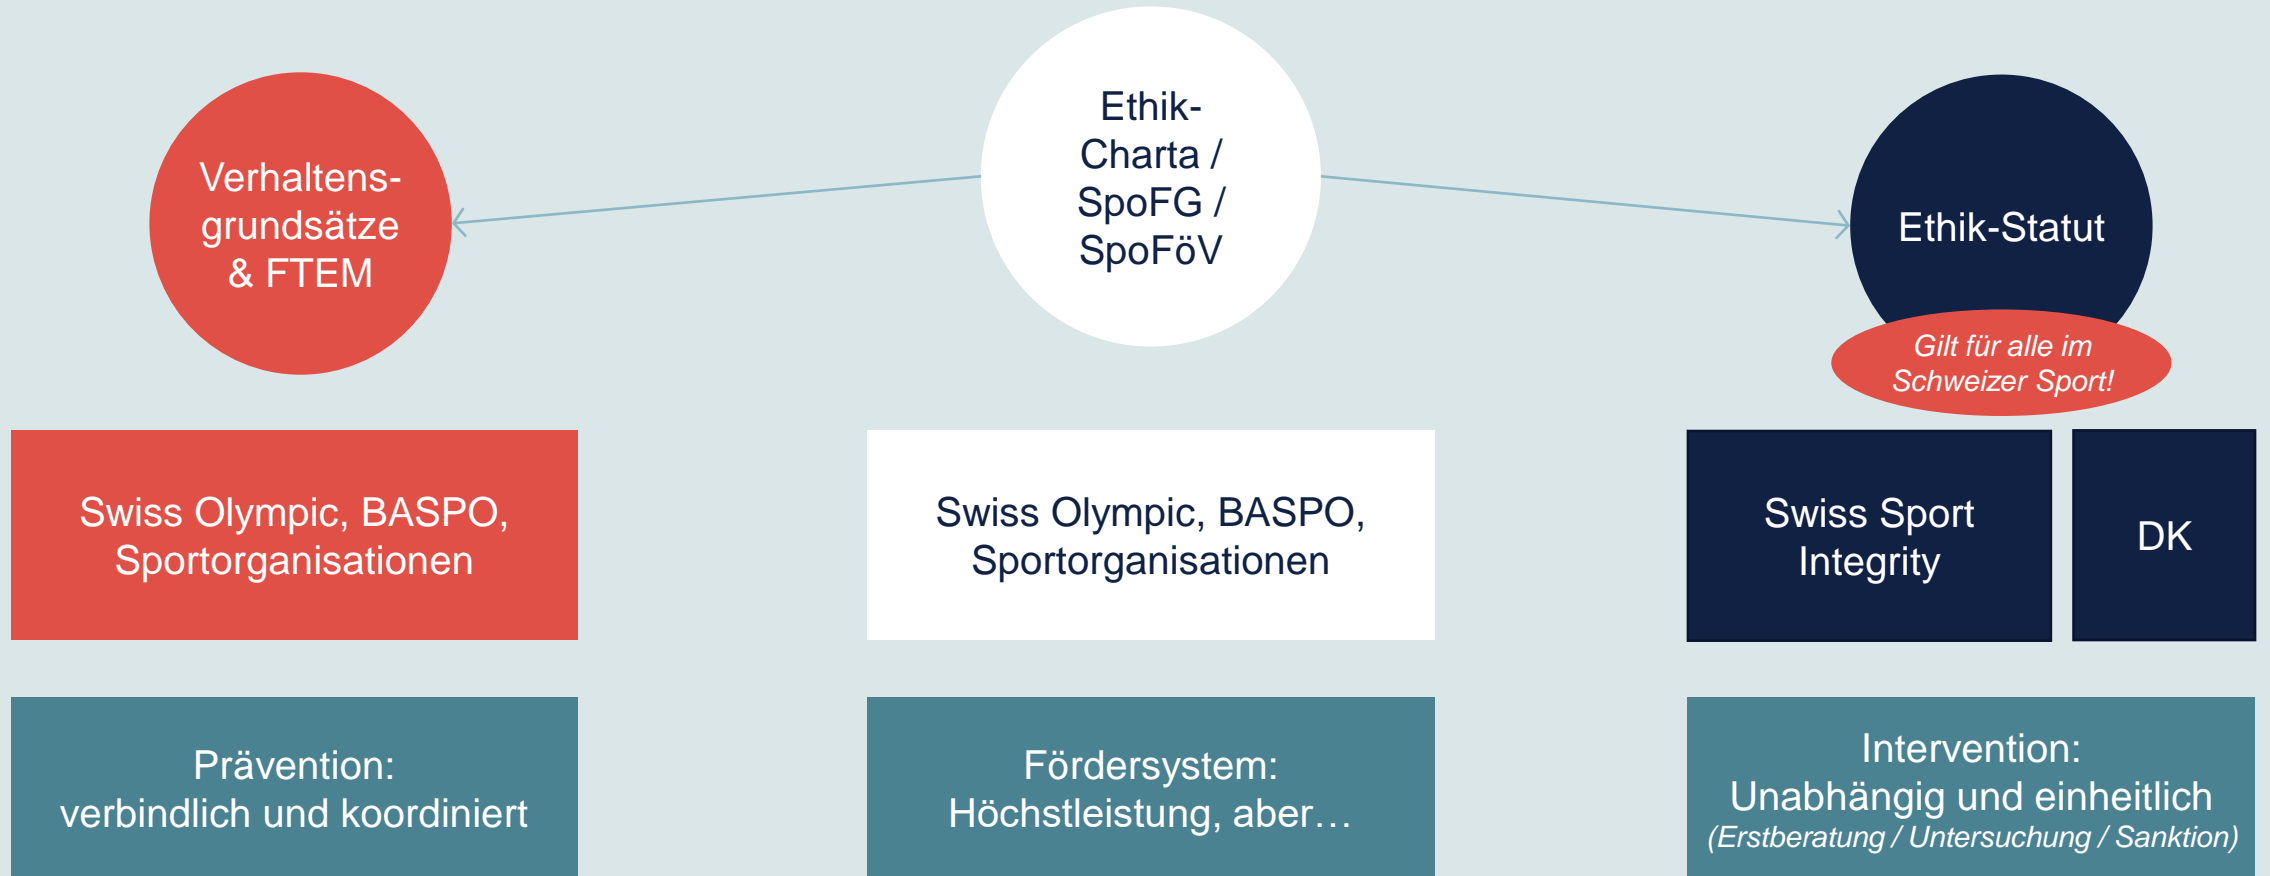 Verhaltens-
grundsätze
& FTEM
Ethik-
Charta /
SpoFG /
SpoFöV
Ethik-Statut
Gilt für alle im
Schweizer Sport!
Swiss Olympic, BASPO,
Sportorganisationen
Swiss Olympic, BASPO,
Sportorganisationen
Swiss Sport
Integrity
DK
Prävention:
verbindlich und koordiniert
Fördersystem:
Höchstleistung, aber…
Intervention:
Unabhängig und einheitlich
(Erstberatung / Untersuchung / Sanktion)